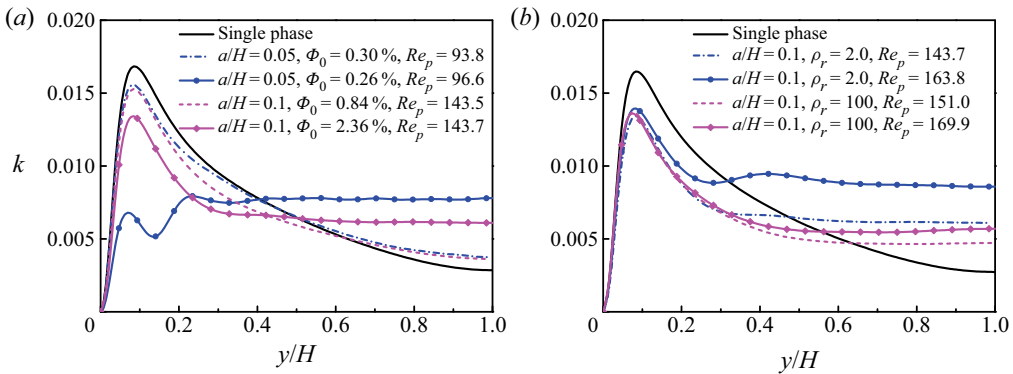 (a)
0.020
0.015
0.010
0.005
0
k
Single phase
a/H = 0.05, Φ0 = 0.30 %, Rep = 93.8
a/H = 0.05, Φ0 = 0.26 %, Rep = 96.6
a/H = 0.1, Φ0 = 0.84 %, Rep = 143.5
a/H = 0.1, Φ0 = 2.36 %, Rep = 143.7
0.2 0.4 0.6 0.8 1.0
y/H
(b)
0.020
0.015
0.010
0.005
0
Single phase
a/H = 0.1, ρr = 2.0, Rep = 143.7
a/H = 0.1, ρr = 2.0, Rep = 163.8
a/H = 0.1, ρr = 100, Rep = 151.0
a/H = 0.1, ρr = 100, Rep = 169.9
0.2 0.4 0.6 0.8 1.0
y/H